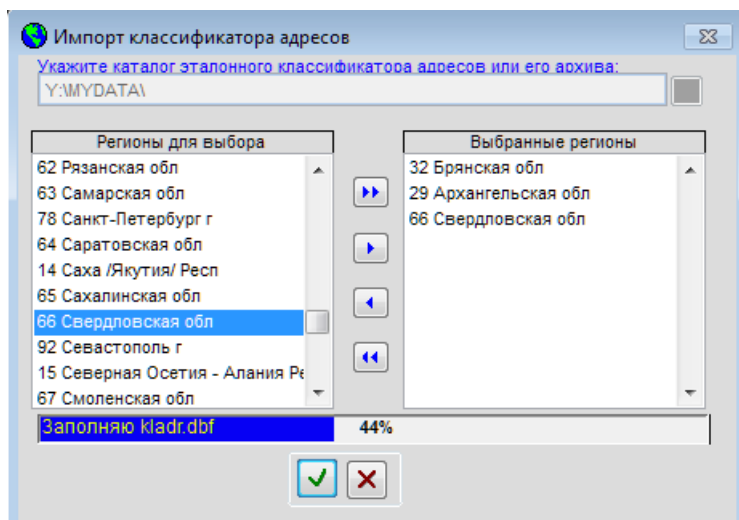 Импорт классификатора адресов
Укажите каталог эталонного классификатора адресов или его архива:
Y:\MYDATA\
Регионы для выбора
62 Рязанская обл
63 Самарская обл
78 Санкт-Петербург г
64 Саратовская обл
14 Саха /Якутия/ Респ
65 Сахалинская обл
66 Свердловская обл
92 Севастополь г
15 Северная Осетия - Алания Ре
67 Смоленская обл
Выбранные регионы
32 Брянская обл
29 Архангельская обл
66 Свердловская обл
Заполняю kladr.dbf 44%